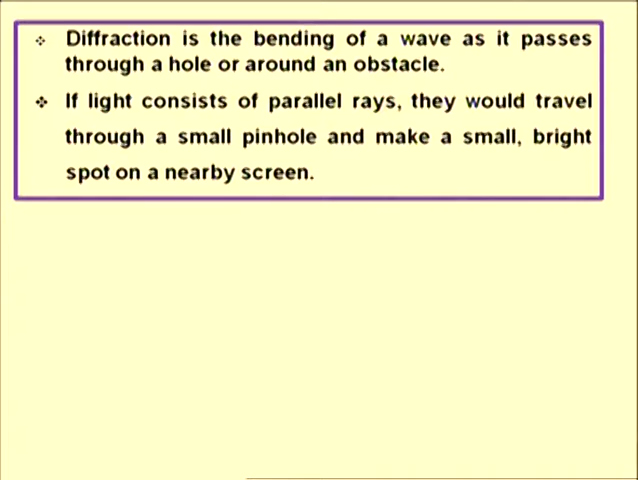 Diffraction is the bending of a wave as it passes
through a hole or around an obstacle.
If light consists of parallel rays, they would travel
through a small pinhole and make a small, bright
spot on a nearby screen.